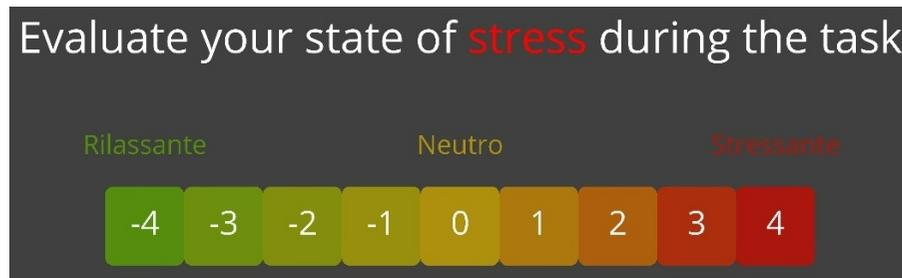 Evaluate your state of stress during the task
Rilassante Neutro Stressante
-4 -3 -2 -1 0 1 2 3 4